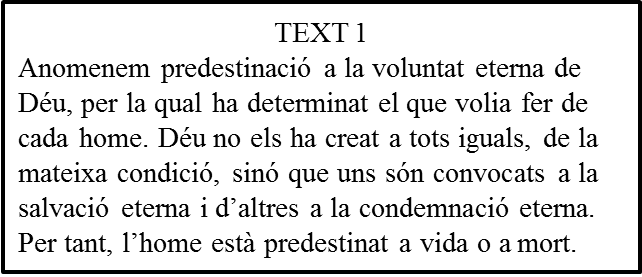 TEXT 1
Anomenem predestinació a la voluntat eterna de
Déu, per la qual ha determinat el que volia fer de
cada home. Déu no els ha creat a tots iguals, de la
mateixa condició, sinó que uns són convocats a la
salvació eterna i d’altres a la condemnació eterna.
Per tant, l’home està predestinat a vida o a mort.